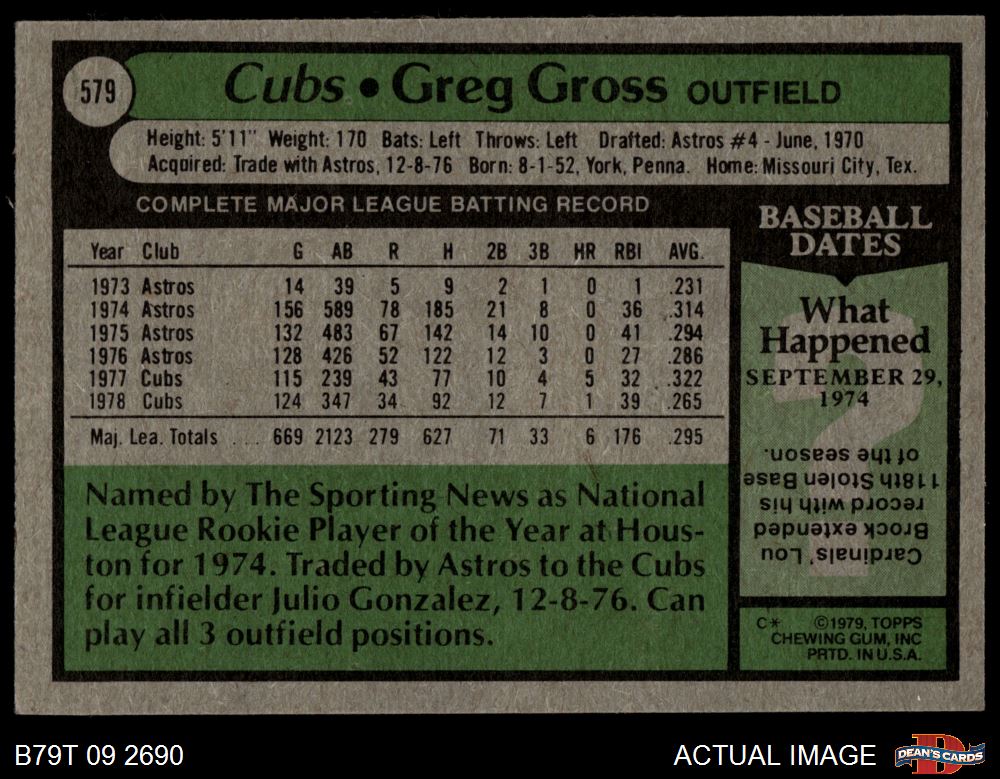 579
Cubs • Greg Gross OUTFIELD
Height: 5'11" Weight: 170 Bats: Left Throws: Left Drafted: Astros #4 - June, 1970
Acquired: Trade with Astros, 12-8-76 Born: 8-1-52, York, Penna. Home: Missouri City, Tex.
COMPLETE MAJOR LEAGUE BATTING RECORD
Year Club G AB R H 2B 3B HR RBI AVG.
1973 Astros 14 39 5 9 2 1 0 1 .231
1974 Astros 156 589 78 185 21 8 0 36 .314
1975 Astros 132 483 67 142 14 10 0 41 .294
1976 Astros 128 426 52 122 12 3 0 27 .286
1977 Cubs 115 239 43 77 10 4 5 32 .322
1978 Cubs 124 347 34 92 12 7 1 39 .265
Maj. Lea. Totals ... 669 2123 279 627 71 33 6 176 .295
Named by The Sporting News as National
League Rookie Player of the Year at Hous-
ton for 1974. Traded by Astros to the Cubs
for infielder Julio Gonzalez, 12-8-76. Can
play all 3 outfield positions.
BASEBALL
DATES
What
Happened
SEPTEMBER 29,
1974
Cardinals' Lou
Brock extended
record with his
118th Stolen Base
of the season.
C* ©1979, TOPPS
CHEWING GUM, INC
PRTD. IN U.S.A.
B79T 09 2690
ACTUAL IMAGE
D
DEAN'S CARDS